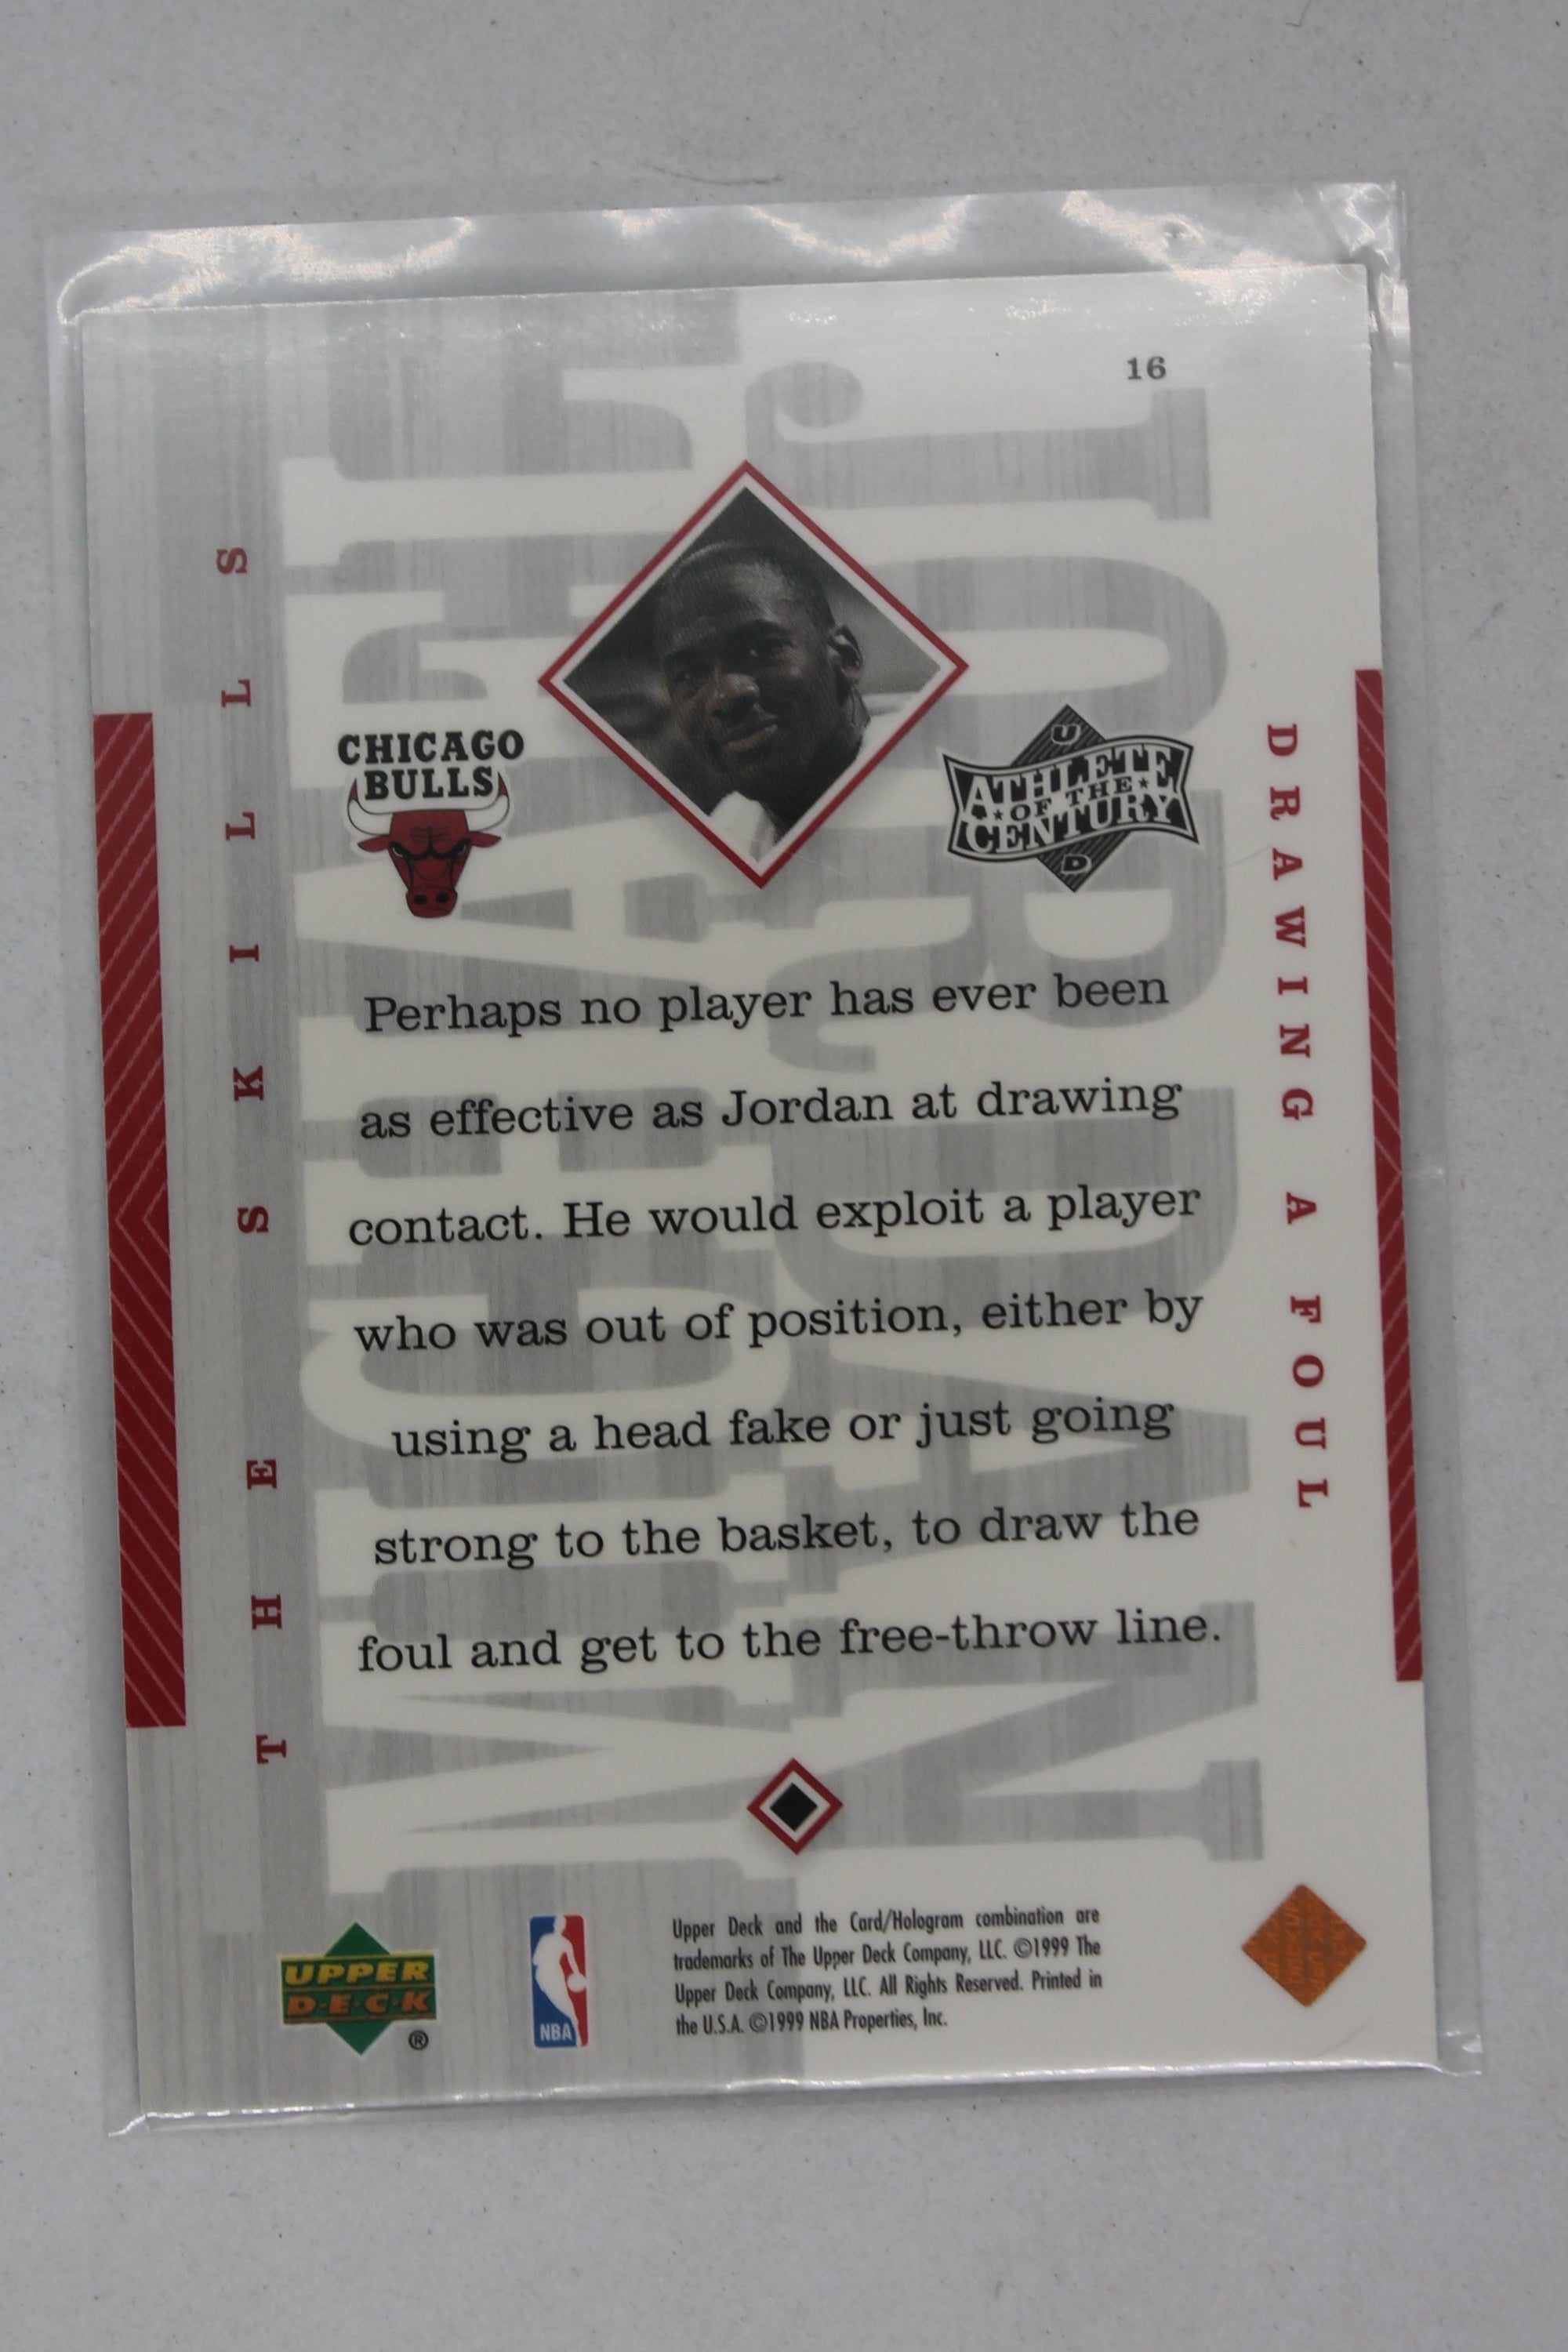 16
CHICAGO
BULLS
U
ATHLETE
OF THE
CENTURY
D
THE SKILLS
DRAWING A FOUL
MICHAEL
JORDAN
Perhaps no player has ever been
as effective as Jordan at drawing
contact. He would exploit a player
who was out of position, either by
using a head fake or just going
strong to the basket, to draw the
foul and get to the free-throw line.
UPPER
D·E·C·K
®
NBA
Upper Deck and the Card/Hologram combination are
trademarks of The Upper Deck Company, LLC. ©1999 The
Upper Deck Company, LLC. All Rights Reserved. Printed in
the U.S.A. ©1999 NBA Properties, Inc.